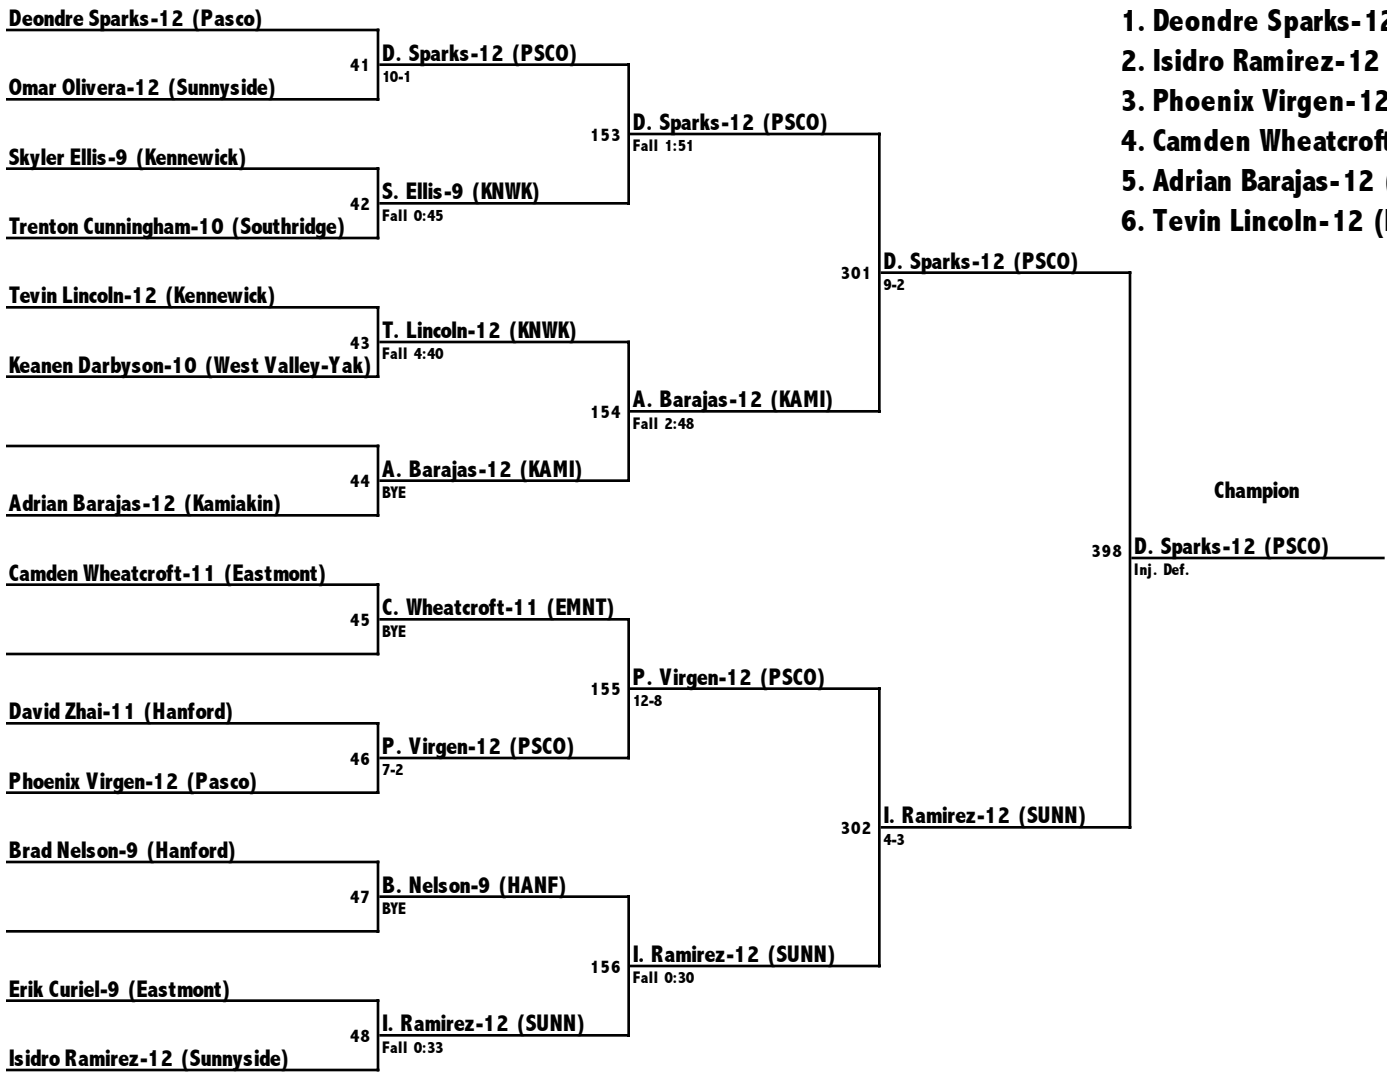 Deondre Sparks-12 (Pasco)
Omar Olivera-12 (Sunnyside)
Skyler Ellis-9 (Kennewick)
Trenton Cunningham-10 (Southridge)
Tevin Lincoln-12 (Kennewick)
Keanen Darbyson-10 (West Valley-Yak)
Adrian Barajas-12 (Kamiakin)
Camden Wheatcroft-11 (Eastmont)
David Zhai-11 (Hanford)
Phoenix Virgen-12 (Pasco)
Brad Nelson-9 (Hanford)
Erik Curiel-9 (Eastmont)
Isidro Ramirez-12 (Sunnyside)
41 D. Sparks-12 (PSCO)
10-1
42 S. Ellis-9 (KNWK)
Fall 0:45
43 T. Lincoln-12 (KNWK)
Fall 4:40
44 A. Barajas-12 (KAMI)
BYE
45 C. Wheatcroft-11 (EMNT)
BYE
46 P. Virgen-12 (PSCO)
7-2
47 B. Nelson-9 (HANF)
BYE
48 I. Ramirez-12 (SUNN)
Fall 0:33
153 D. Sparks-12 (PSCO)
Fall 1:51
154 A. Barajas-12 (KAMI)
Fall 2:48
155 P. Virgen-12 (PSCO)
12-8
156 I. Ramirez-12 (SUNN)
Fall 0:30
301 D. Sparks-12 (PSCO)
9-2
302 I. Ramirez-12 (SUNN)
4-3
Champion
398 D. Sparks-12 (PSCO)
Inj. Def.
1. Deondre Sparks-12
2. Isidro Ramirez-12
3. Phoenix Virgen-12
4. Camden Wheatcroft
5. Adrian Barajas-12 (
6. Tevin Lincoln-12 (